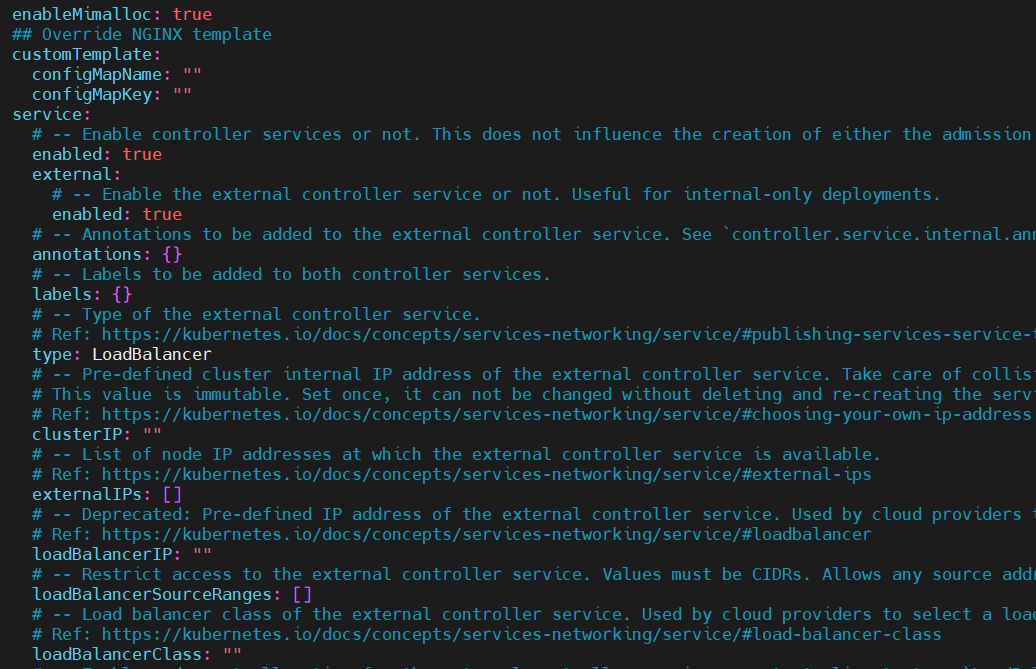 enableMimalloc: true
## Override NGINX template
customTemplate:
  configMapName: ""
  configMapKey: ""
service:
  # -- Enable controller services or not. This does not influence the creation of either the admission
  enabled: true
  external:
    # -- Enable the external controller service or not. Useful for internal-only deployments.
    enabled: true
  # -- Annotations to be added to the external controller service. See `controller.service.internal.ann
  annotations: {}
  # -- Labels to be added to both controller services.
  labels: {}
  # -- Type of the external controller service.
  # Ref: https://kubernetes.io/docs/concepts/services-networking/service/#publishing-services-service-t
  type: LoadBalancer
  # -- Pre-defined cluster internal IP address of the external controller service. Take care of collisi
  # This value is immutable. Set once, it can not be changed without deleting and re-creating the servi
  # Ref: https://kubernetes.io/docs/concepts/services-networking/service/#choosing-your-own-ip-address
  clusterIP: ""
  # -- List of node IP addresses at which the external controller service is available.
  # Ref: https://kubernetes.io/docs/concepts/services-networking/service/#external-ips
  externalIPs: []
  # -- Deprecated: Pre-defined IP address of the external controller service. Used by cloud providers t
  # Ref: https://kubernetes.io/docs/concepts/services-networking/service/#loadbalancer
  loadBalancerIP: ""
  # -- Restrict access to the external controller service. Values must be CIDRs. Allows any source addr
  loadBalancerSourceRanges: []
  # -- Load balancer class of the external controller service. Used by cloud providers to select a load
  # Ref: https://kubernetes.io/docs/concepts/services-networking/service/#load-balancer-class
  loadBalancerClass: ""